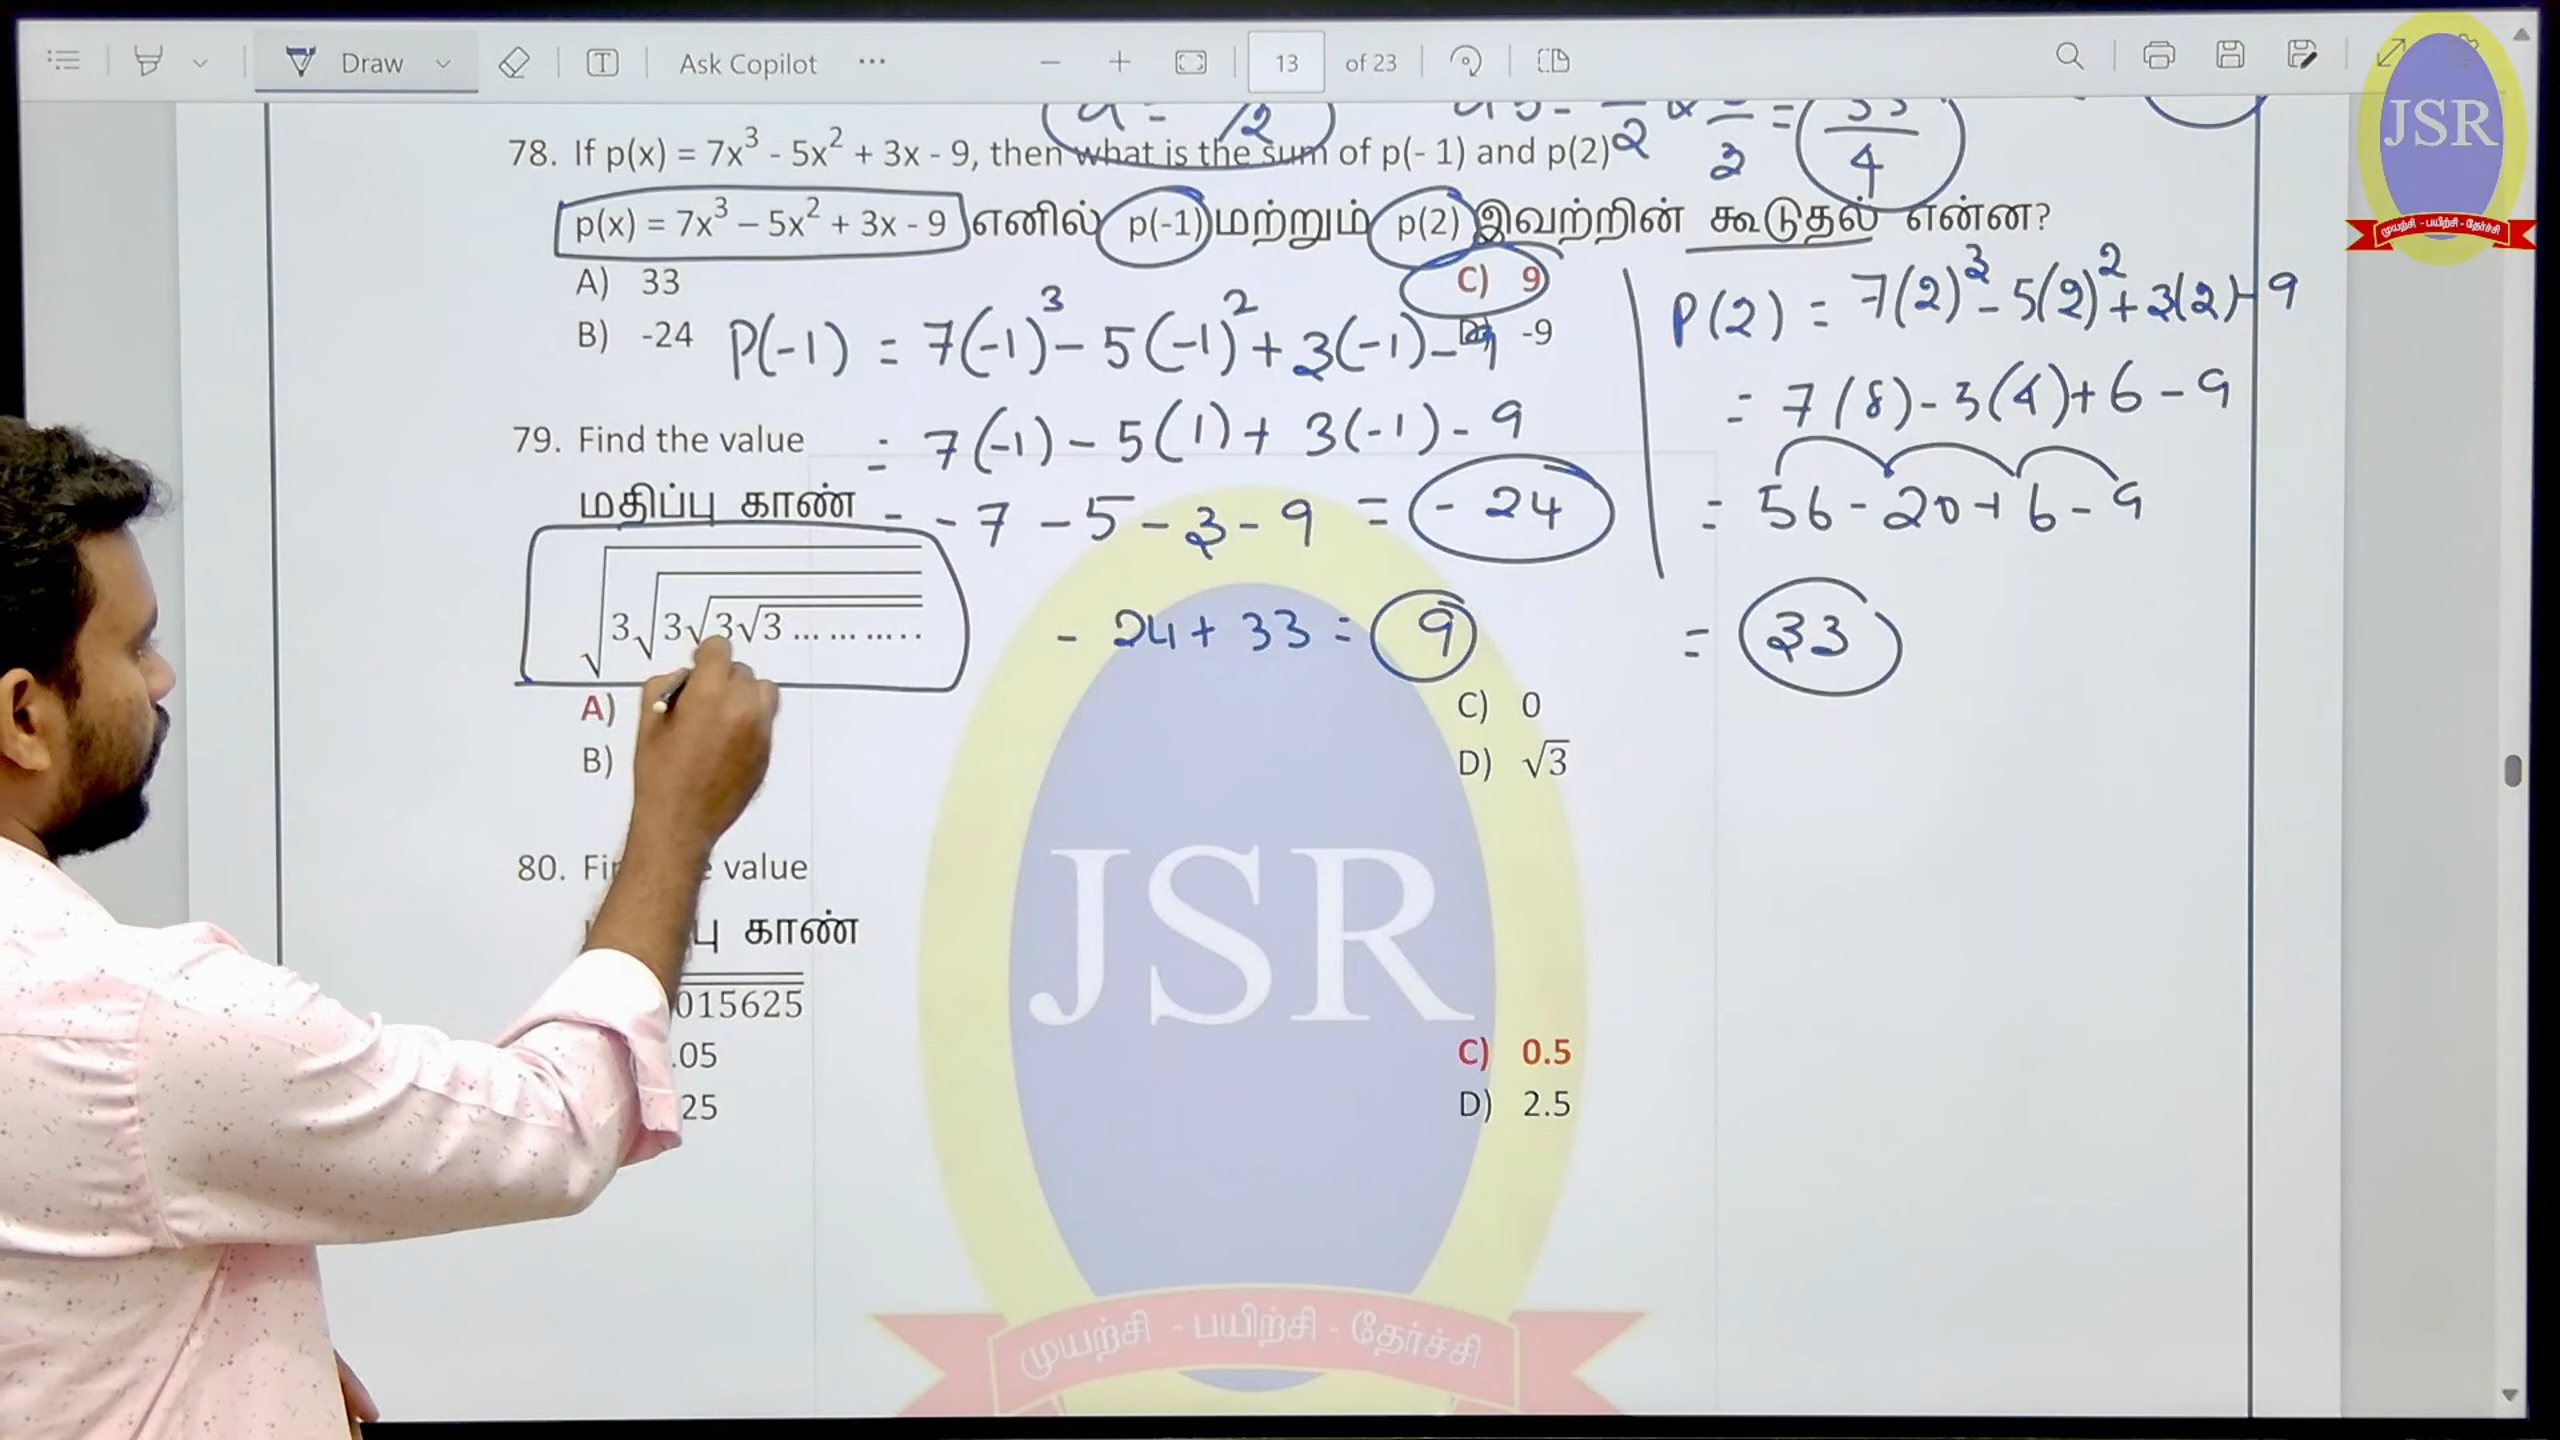 Draw
Ask Copilot
13 of 23
JSR
முயற்சி - பயிற்சி - தேர்ச்சி
78. If p(x) = 7x³ - 5x² + 3x - 9, then what is the sum of p(- 1) and p(2)
p(x) = 7x³ – 5x² + 3x - 9 எனில் p(-1) மற்றும் p(2) இவற்றின் கூடுதல் என்ன?
A) 33
C) 9
B) -24
D) -9
P(-1) = 7(-1)³ - 5(-1)² + 3(-1) - 9
= 7(-1) - 5(1) + 3(-1) - 9
- 7 - 5 - 3 - 9 = - 24
P(2) = 7(2)³ - 5(2)² + 3(2) - 9
= 7(8) - 5(4) + 6 - 9
= 56 - 20 + 6 - 9
= 33
- 24 + 33 = 9
79. Find the value
மதிப்பு காண்
√3√3√3√3 ... ... ....
A)
C) 0
B)
D) √3
80. value
காண்
015625
.05
C) 0.5
25
D) 2.5
JSR
முயற்சி - பயிற்சி - தேர்ச்சி